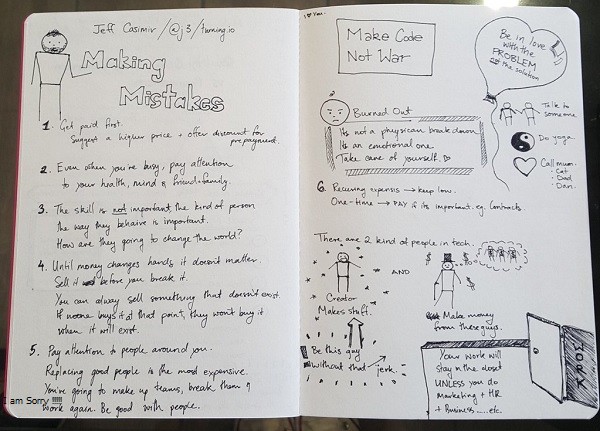 Jeff Casimir / @j3 / turing.io
Making
Mistakes
1. Get paid first.
Suggest a higher price + offer discount for
prepayment.
2. Even when you're busy, pay attention
to your health, mind & friend+family.
3. The skill is not important, the kind of person
the way they behaive is important.
How are they going to change the world?
4. Until money changes hands it doesn't matter.
Sell it before you break it.
You can alway sell something that doesn't exist.
If noone buys it at that point, they won't buy it
when it will exist.
5. Pay attention to people around you.
Replacing good people is the most expensive.
You're going to make up teams, break them &
work again. Be good with people.
I am Sorry !!!!!
Make Code
Not War
Be in love
with the
PROBLEM
not the solution
Burned Out
Its not a physican breakdown
Its an emotional one.
Take care of yourself.
Talk to
someone.
Do yoga.
Call mum.
· Cat
· Dad
· Dan.
6. Recuring expensis → keep low.
One-time → PAY if its important. eg. Contracts
There are 2 kind of people in tech.
AND
$ $ $
Creator
Makes stuff.
Make money
from these guys.
Be this guy
without that → jerk.
Your work will
stay in the closet
UNLESS you do
Marketing + HR
+ Business ..... etc.
WORK